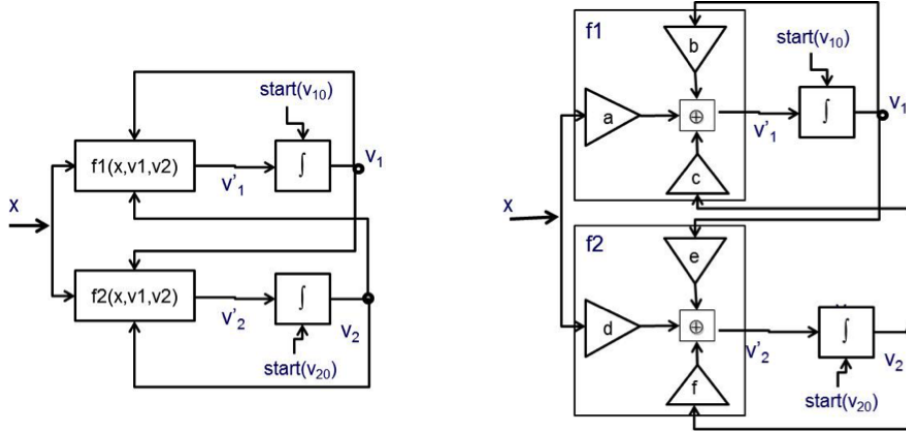 start(v₁₀)
x
f1(x,v1,v2)
v'₁
∫
v₁
f2(x,v1,v2)
v'₂
∫
v₂
start(v₂₀)
f1
b
start(v₁₀)
a
⊕
v'₁
∫
v₁
c
x
f2
e
d
⊕
v'₂
∫
v₂
f
start(v₂₀)